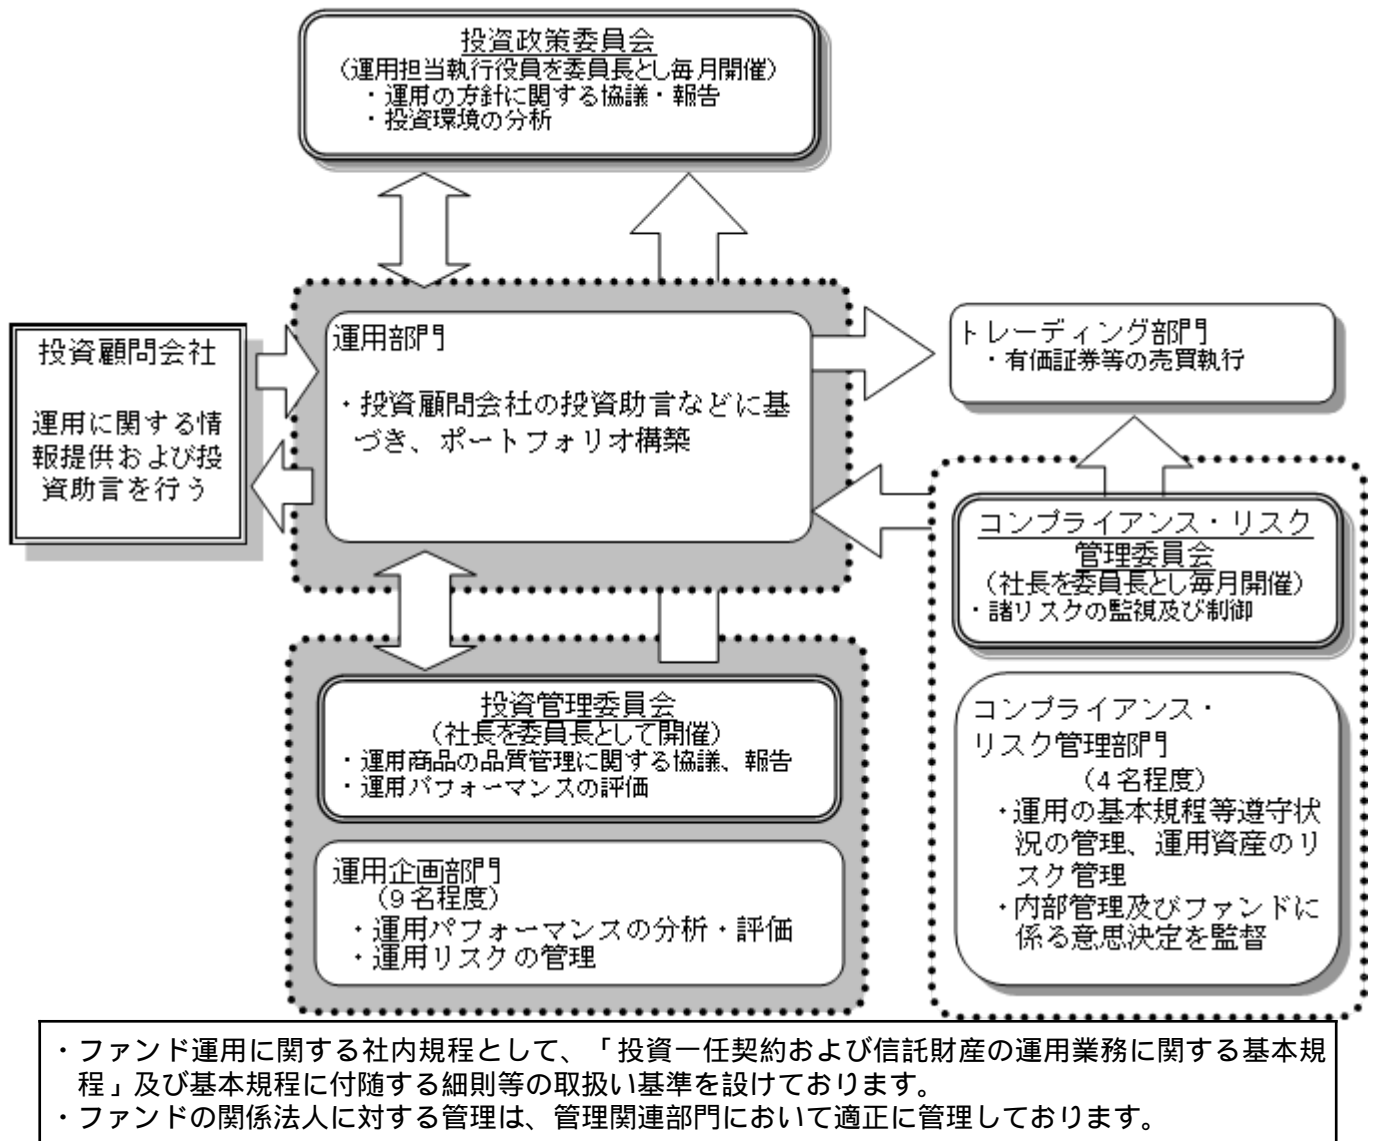 投資政策委員会
（運用担当執行役員を委員長とし毎月開催）
・運用の方針に関する協議・報告
・投資環境の分析
投資顧問会社
運用に関する情
報提供および投
資助言を行う
運用部門
・投資顧問会社の投資助言などに基
づき、ポートフォリオ構築
トレーディング部門
・有価証券等の売買執行
コンプライアンス・リスク
管理委員会
（社長を委員長とし毎月開催）
・諸リスクの監視及び制御
コンプライアンス・
リスク管理部門
（4名程度）
・運用の基本規程等遵守状
況の管理、運用資産のリ
スク管理
・内部管理及びファンドに
係る意思決定を監督
投資管理委員会
（社長を委員長として開催）
・運用商品の品質管理に関する協議、報告
・運用パフォーマンスの評価
運用企画部門
（9名程度）
・運用パフォーマンスの分析・評価
・運用リスクの管理
・ファンド運用に関する社内規程として、「投資一任契約および信託財産の運用業務に関する基本規
程」及び基本規程に付随する細則等の取扱い基準を設けております。
・ファンドの関係法人に対する管理は、管理関連部門において適正に管理しております。